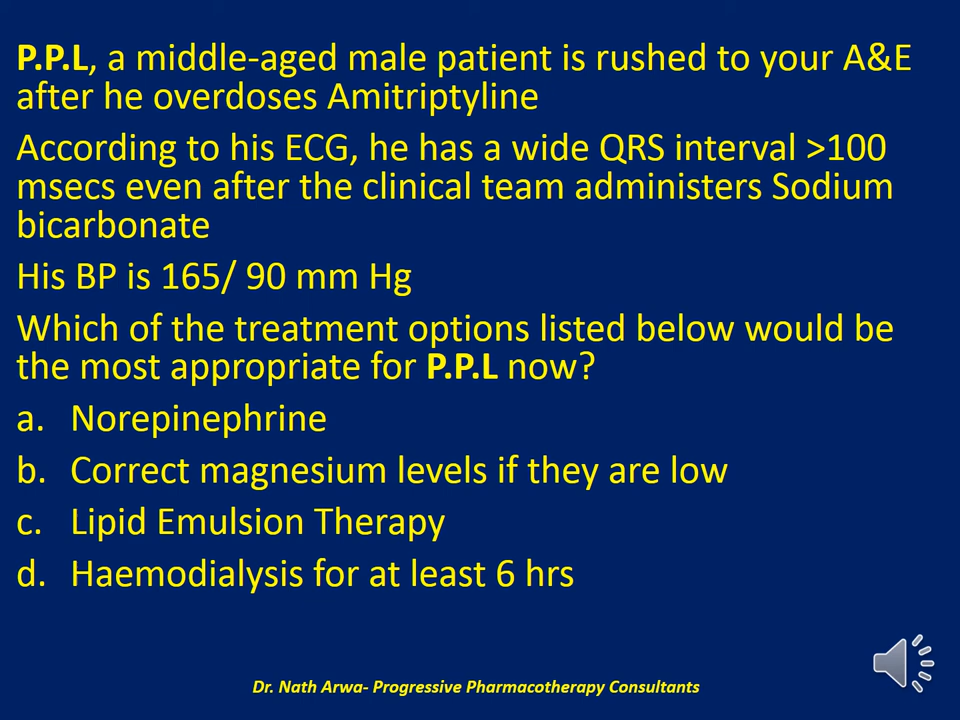 P.P.L, a middle-aged male patient is rushed to your A&E
after he overdoses Amitriptyline
According to his ECG, he has a wide QRS interval >100
msecs even after the clinical team administers Sodium
bicarbonate
His BP is 165/ 90 mm Hg
Which of the treatment options listed below would be
the most appropriate for P.P.L now?
a. Norepinephrine
b. Correct magnesium levels if they are low
c. Lipid Emulsion Therapy
d. Haemodialysis for at least 6 hrs
Dr. Nath Arwa- Progressive Pharmacotherapy Consultants